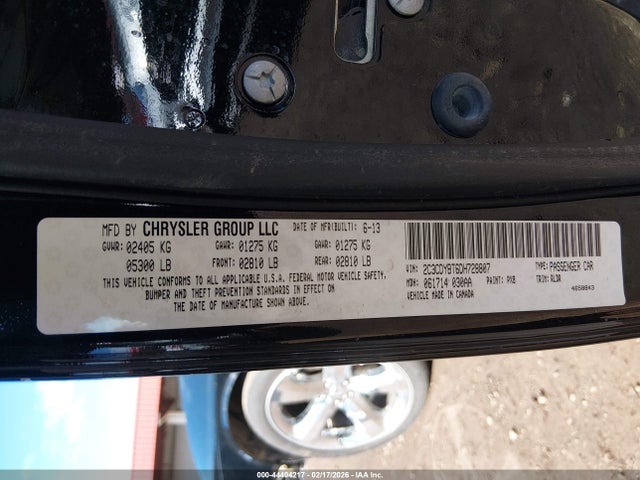 MFD BY CHRYSLER GROUP LLC DATE OF MFR(BUILT): 6-13
GVWR: 02405 KG GAWR: 01275 KG GAWR: 01275 KG
05300 LB FRONT: 02810 LB REAR: 02810 LB
THIS VEHICLE CONFORMS TO ALL APPLICABLE U.S.A. FEDERAL MOTOR VEHICLE SAFETY,
BUMPER AND THEFT PREVENTION STANDARDS IN EFFECT ON
THE DATE OF MANUFACTURE SHOWN ABOVE.
VIN: 2C3CDYBT6DH728807 TYPE: PASSENGER CAR
MDH: 061714 030AA PAINT: PX8 TRIM: ALDA
VEHICLE MADE IN CANADA 4658843
000-44404217 - 02/17/2026 - IAA Inc.